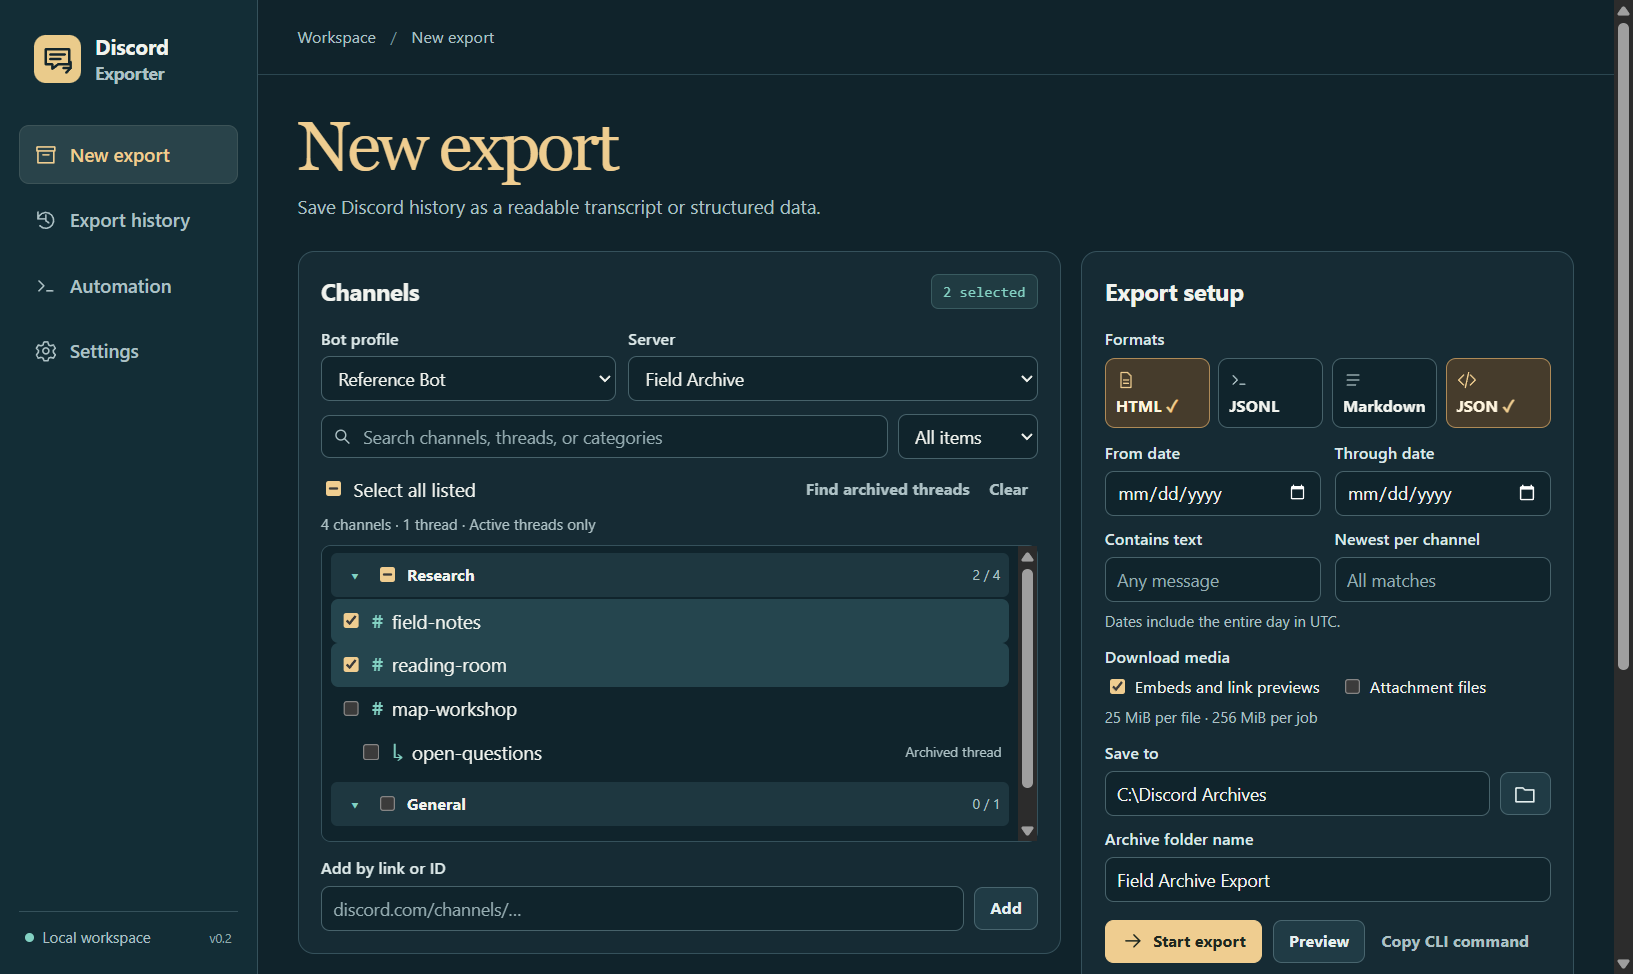 Discord
Exporter
New export
Export history
Automation
Settings
Local workspace
v0.2
Workspace / New export
New export
Save Discord history as a readable transcript or structured data.
Channels
2 selected
Bot profile
Server
Reference Bot
Field Archive
Search channels, threads, or categories
All items
Select all listed
Find archived threads
Clear
4 channels · 1 thread · Active threads only
Research
2 / 4
# field-notes
# reading-room
# map-workshop
open-questions
Archived thread
General
0 / 1
Add by link or ID
discord.com/channels/...
Add
Export setup
Formats
HTML ✓
JSONL
Markdown
JSON ✓
From date
Through date
mm/dd/yyyy
mm/dd/yyyy
Contains text
Newest per channel
Any message
All matches
Dates include the entire day in UTC.
Download media
Embeds and link previews
Attachment files
25 MiB per file · 256 MiB per job
Save to
C:\Discord Archives
Archive folder name
Field Archive Export
Start export
Preview
Copy CLI command